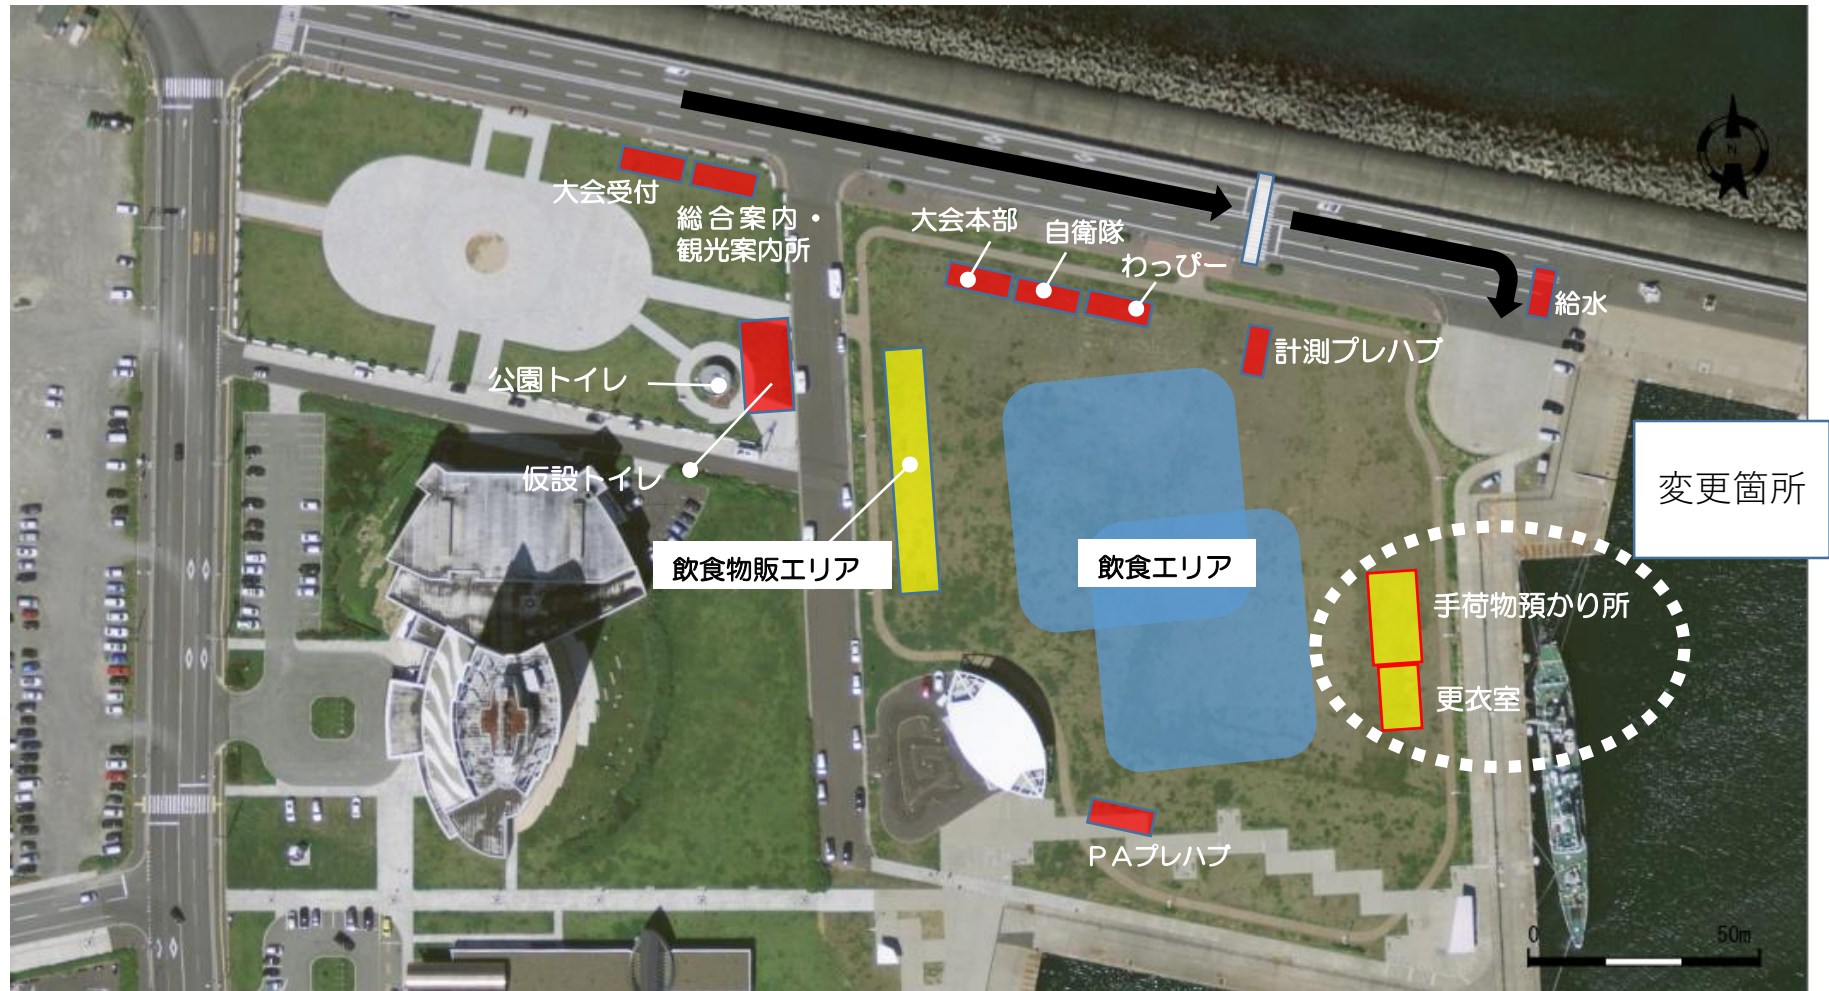 N
大会受付
総合案内・
観光案内所
大会本部
自衛隊
わっぴー
給水
計測プレハブ
公園トイレ
仮設トイレ
飲食物販エリア
飲食エリア
変更箇所
手荷物預かり所
更衣室
PAプレハブ
0 50m